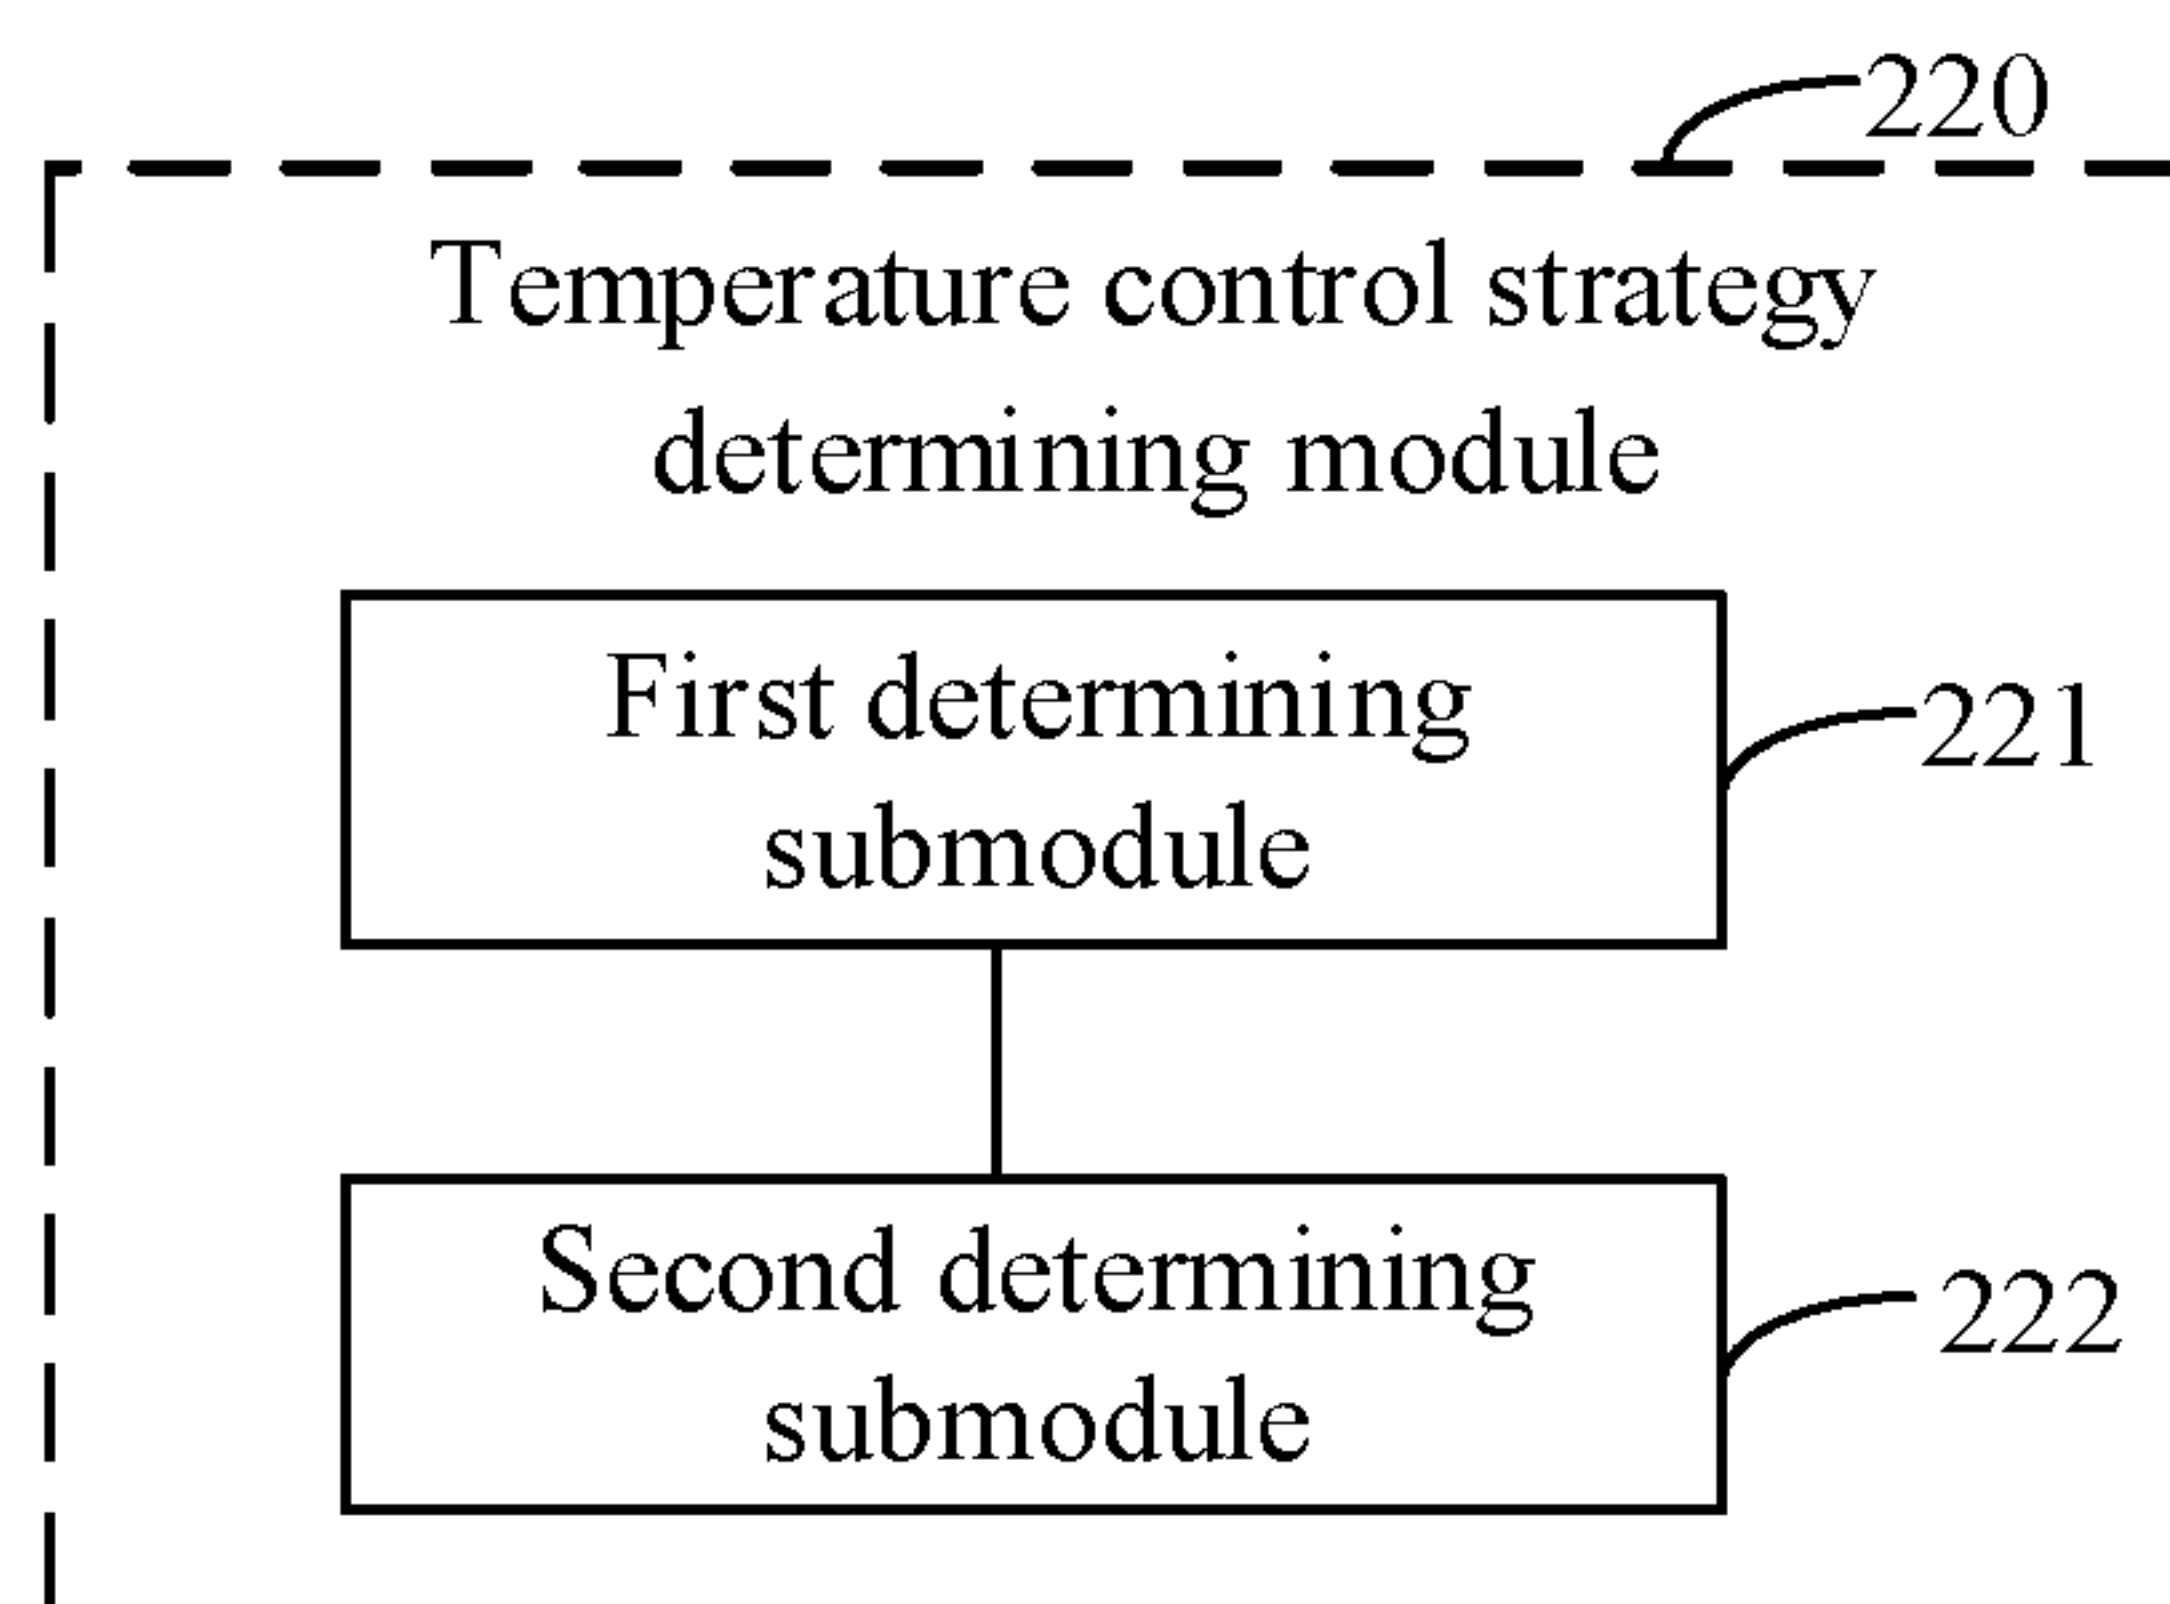 220
Temperature control strategy
determining module
First determining
submodule
221
Second determining
submodule
222